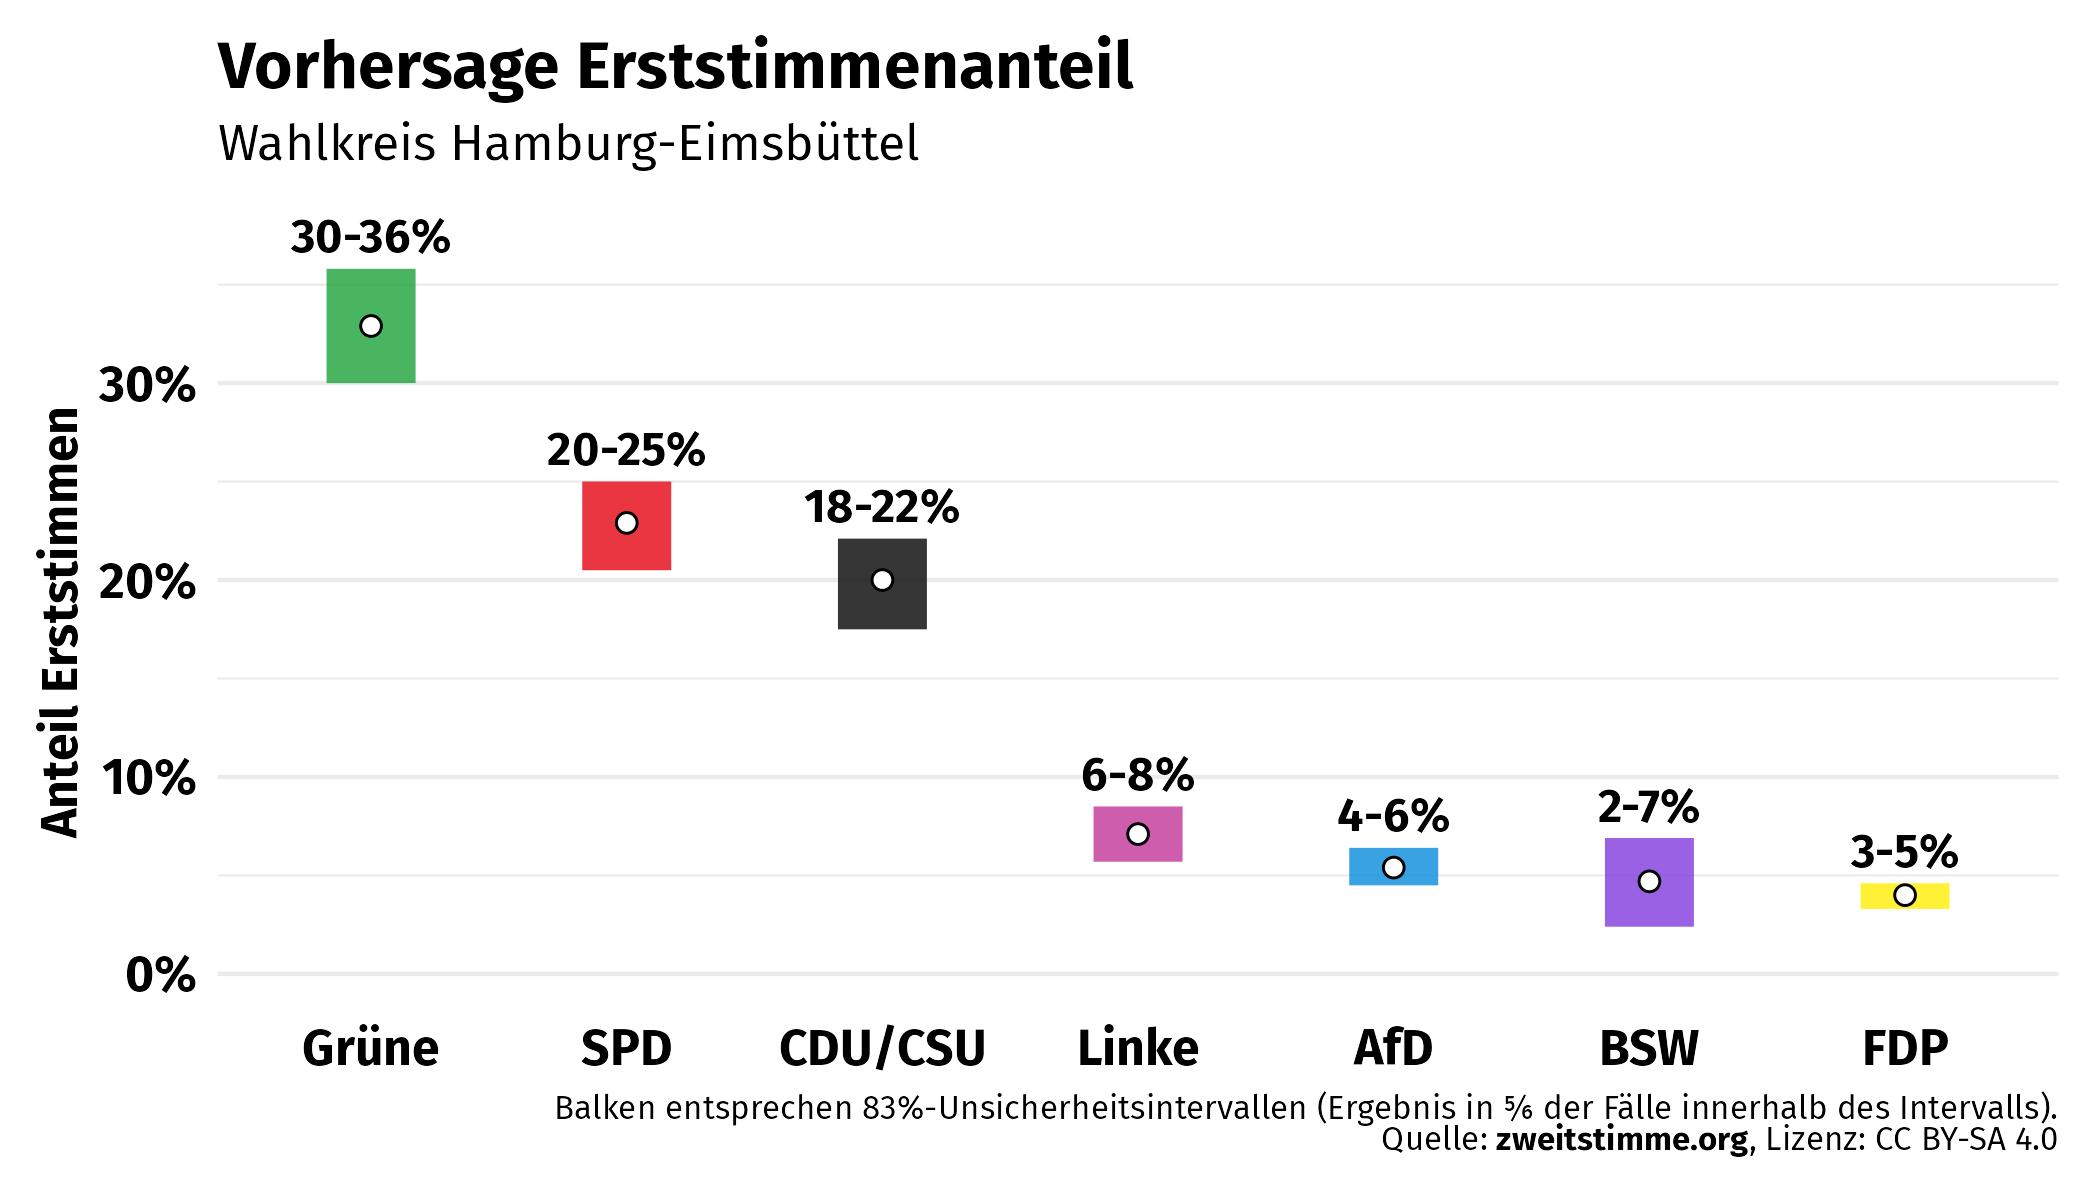 Vorhersage Erststimmenanteil
Wahlkreis Hamburg-Eimsbüttel
Anteil Erststimmen
30%
20%
10%
0%
30-36%
20-25%
18-22%
6-8%
4-6%
2-7%
3-5%
Grüne
SPD
CDU/CSU
Linke
AfD
BSW
FDP
Balken entsprechen 83%-Unsicherheitsintervallen (Ergebnis in ⅚ der Fälle innerhalb des Intervalls).
Quelle: zweitstimme.org, Lizenz: CC BY-SA 4.0